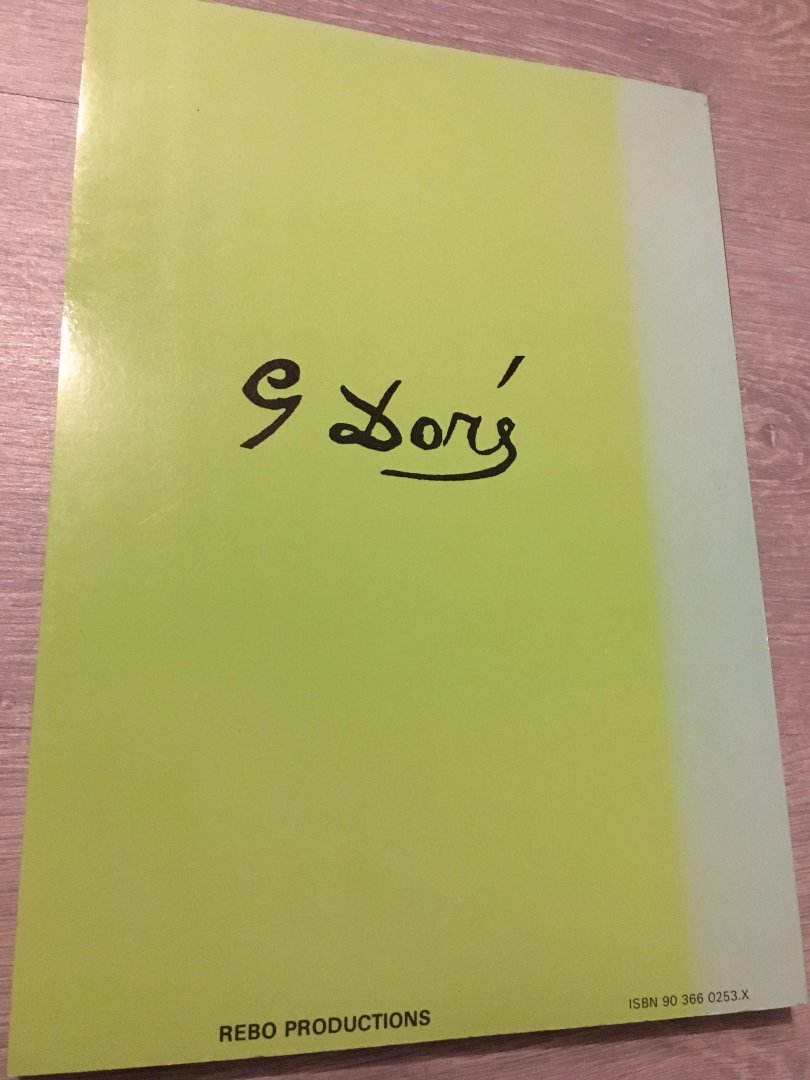 G Doré
REBO PRODUCTIONS
ISBN 90 366 0253.X